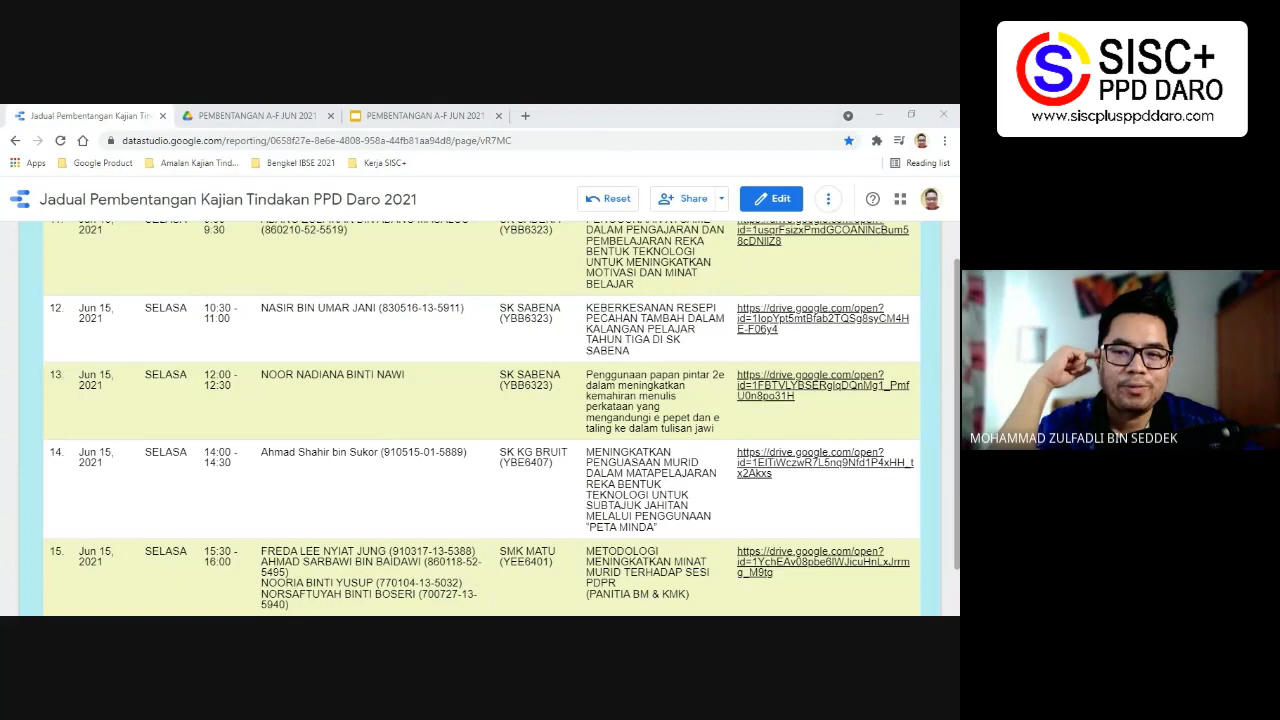 SISC+
PPD DARO
www.siscplusppddaro.com
Jadual Pembentangan Kajian Tin
PEMBENTANGAN A-F JUN 2021
PEMBENTANGAN A-F JUN 2021
datastudio.google.com/reporting/0658f27e-8e6e-4808-958a-44fb81aa94d8/page/vR7MC
Apps
Google Product
Amalan Kajian Tind...
Bengkel IBSE 2021
Kerja SISC+
Reading list
Jadual Pembentangan Kajian Tindakan PPD Daro 2021
Reset
Share
Edit
2021
9:30
(860210-52-5519)
(YBB6323)
DALAM PENGAJARAN DAN
PEMBELAJARAN REKA
BENTUK TEKNOLOGI
UNTUK MENINGKATKAN
MOTIVASI DAN MINAT
BELAJAR
12.
Jun 15,
2021
SELASA
10:30 -
11:00
NASIR BIN UMAR JANI (830516-13-5911)
SK SABENA
(YBB6323)
KEBERKESANAN RESEPI
PECAHAN TAMBAH DALAM
KALANGAN PELAJAR
TAHUN TIGA DI SK
SABENA
https://drive.google.com/open?
13.
Jun 15,
2021
SELASA
12:00 -
12:30
NOOR NADIANA BINTI NAWI
SK SABENA
(YBB6323)
Penggunaan papan pintar 2e
dalam meningkatkan
kemahiran menulis
perkataan yang
mengandungi e pepet dan e
taling ke dalam tulisan jawi
https://drive.google.com/open?
14.
Jun 15,
2021
SELASA
14:00 -
14:30
Ahmad Shahir bin Sukor (910515-01-5889)
SK KG BRUIT
(YBE6407)
MENINGKATKAN
PENGUASAAN MURID
DALAM MATAPELAJARAN
REKA BENTUK
TEKNOLOGI UNTUK
SUBTAJUK JAHITAN
MELALUI PENGGUNAAN
"PETA MINDA"
https://drive.google.com/open?
15.
Jun 15,
2021
SELASA
15:30 -
16:00
FREDA LEE NYIAT JUNG (910317-13-5388)
AHMAD SARBAWI BIN BAIDAWI (860118-52-
5495)
NOORIA BINTI YUSUP (770104-13-5032)
NORSAFTUYAH BINTI BOSERI (700727-13-
5940)
SMK MATU
(YEE6401)
METODOLOGI
MENINGKATKAN MINAT
MURID TERHADAP SESI
PDPR
(PANITIA BM & KMK)
https://drive.google.com/open?
MOHAMMAD ZULFADLI BIN SEDDEK